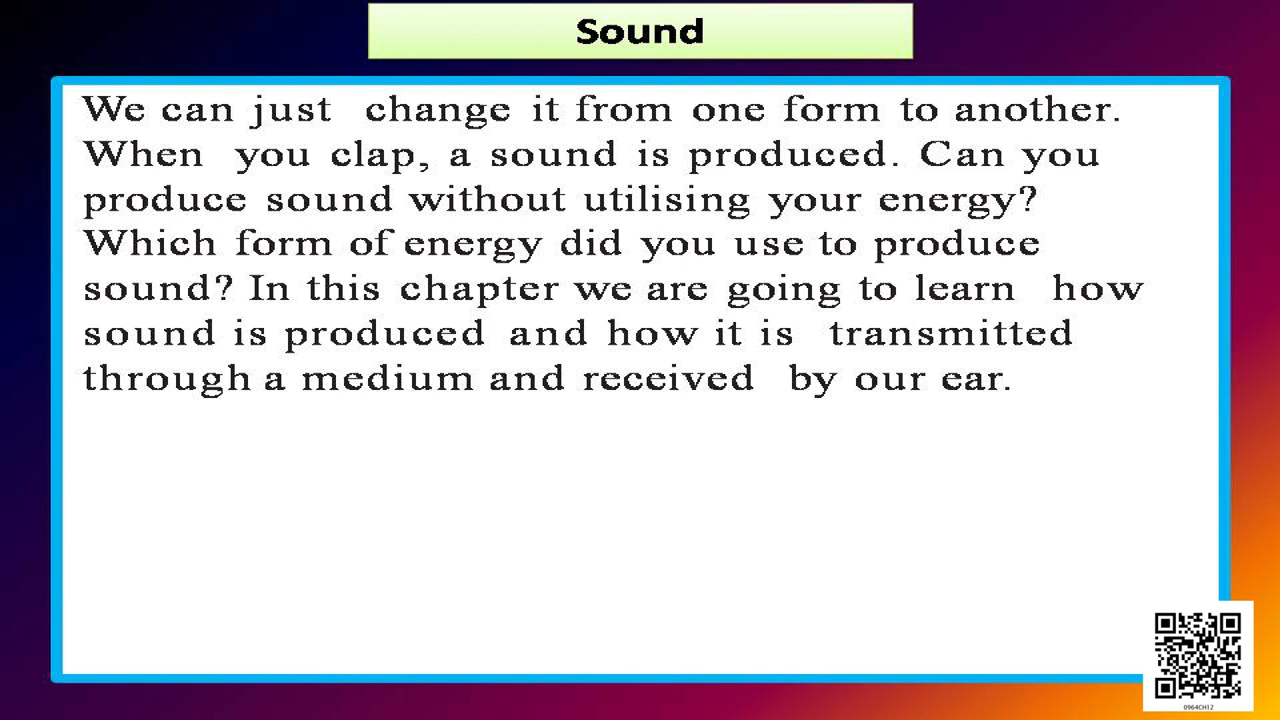 Sound
We can just change it from one form to another.
When you clap, a sound is produced. Can you
produce sound without utilising your energy?
Which form of energy did you use to produce
sound? In this chapter we are going to learn how
sound is produced and how it is transmitted
through a medium and received by our ear.
0964CH12